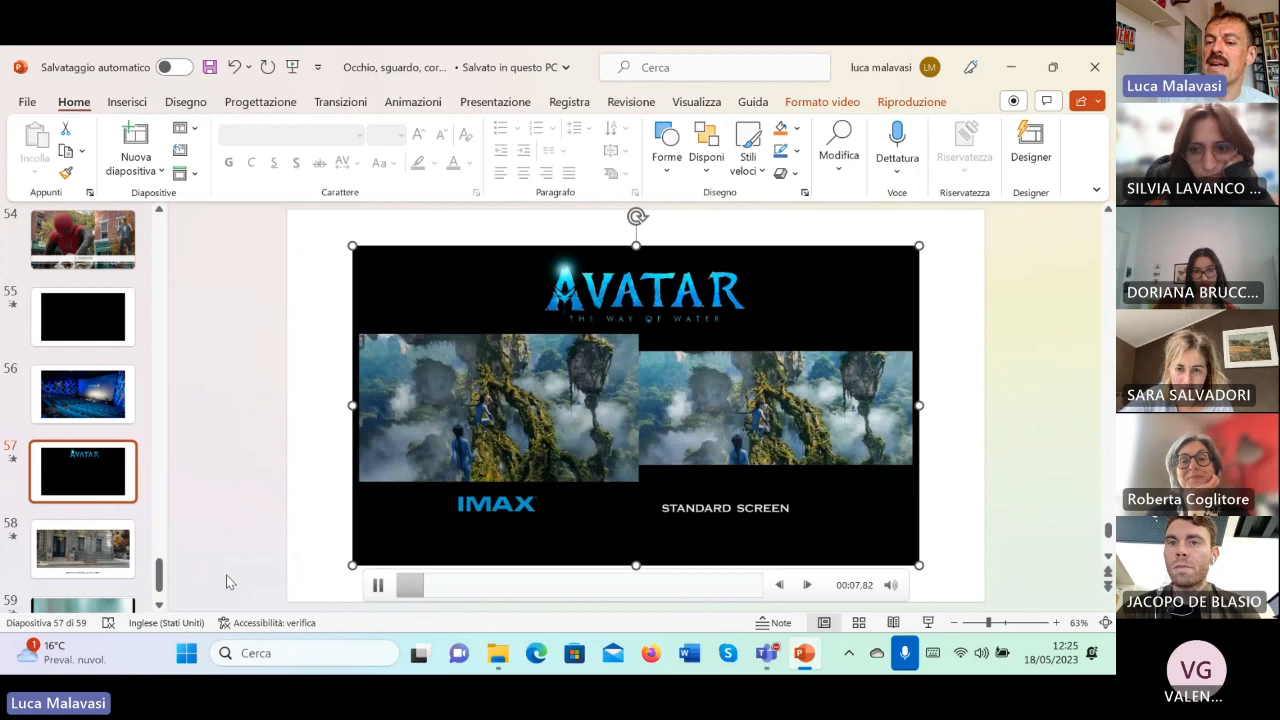 Salvataggio automatico
Occhio, sguardo, cor... • Salvato in questo PC
Cerca
luca malavasi
LM
File
Home
Inserisci
Disegno
Progettazione
Transizioni
Animazioni
Presentazione
Registra
Revisione
Visualizza
Guida
Formato video
Riproduzione
Incolla
Nuova
diapositiva
G C S S ab AV Aa A
Forme
Disponi
Stili
veloci
Modifica
Dettatura
Riservatezza
Designer
Appunti
Diapositive
Carattere
Paragrafo
Disegno
Voce
Riservatezza
Designer
54
55
56
57
AVATAR
58
59
AVATAR
THE WAY OF WATER
IMAX
STANDARD SCREEN
00:07,82
Diapositiva 57 di 59
Inglese (Stati Uniti)
Accessibilità: verifica
Note
63%
1
16°C
Preval. nuvol
Cerca
12:25
18/05/2023
Luca Malavasi
Luca Malavasi
SILVIA LAVANCO ...
DORIANA BRUCC...
SARA SALVADORI
Roberta Coglitore
JACOPO DE BLASIO
VG
VALEN...